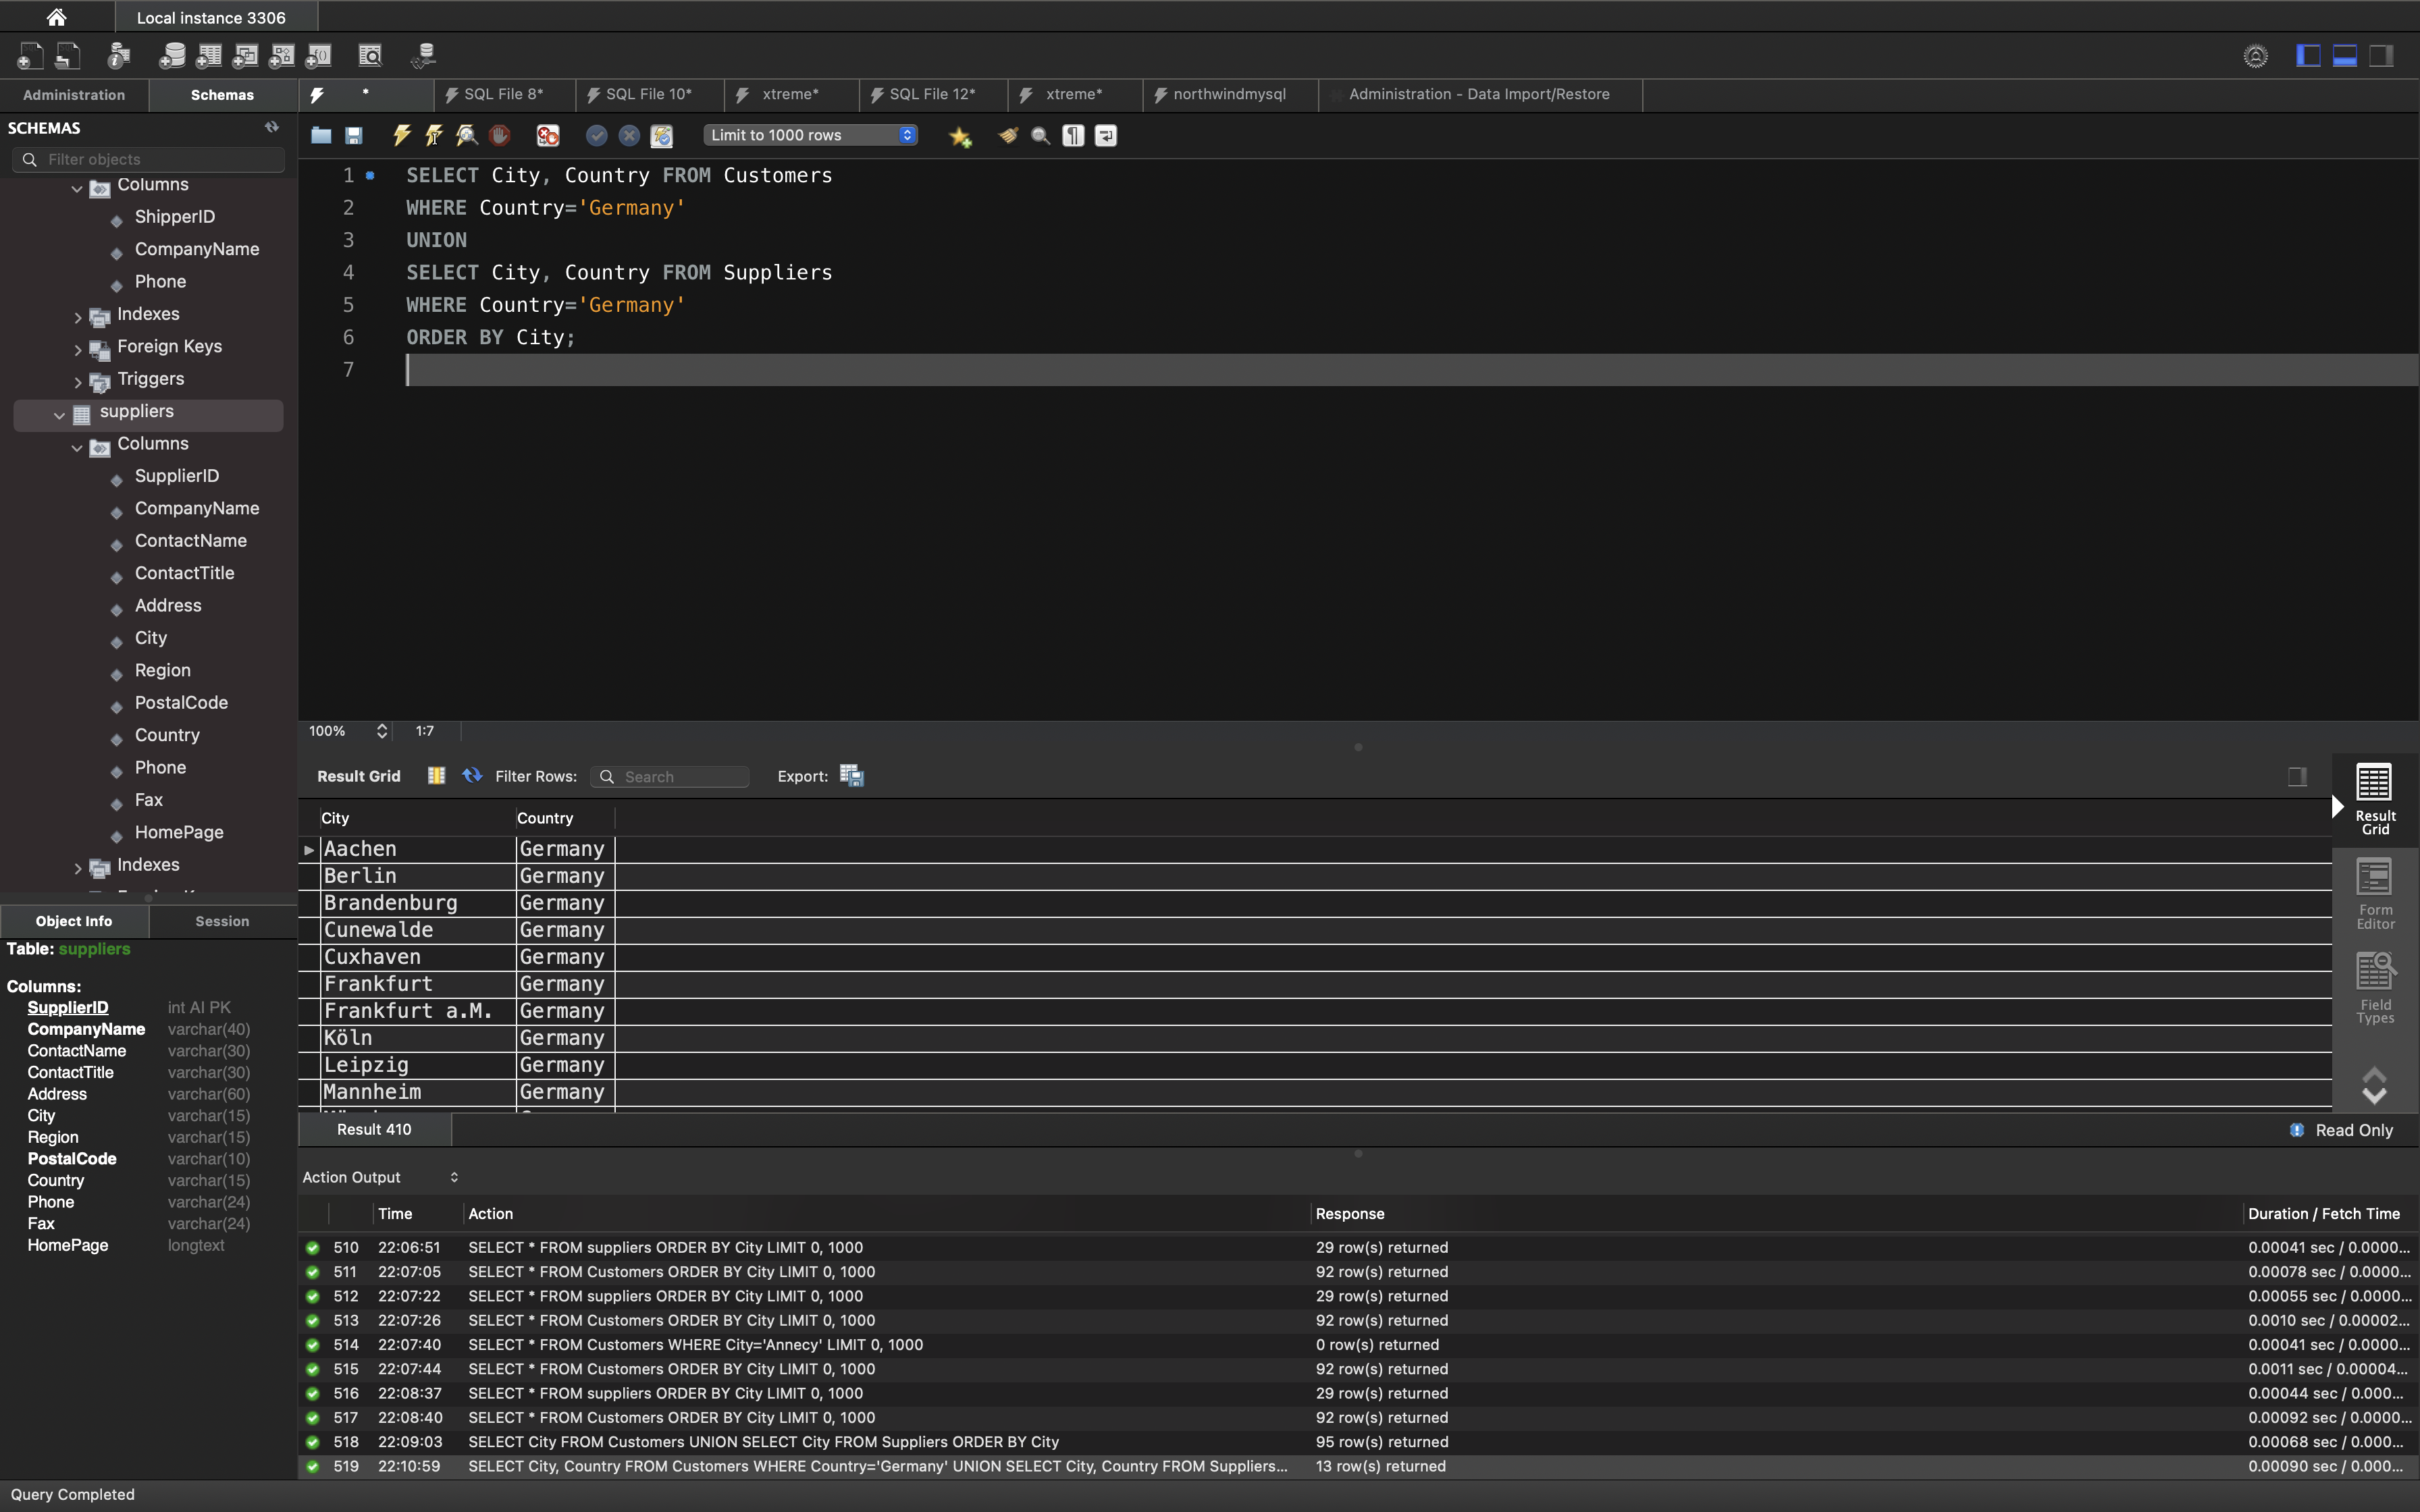 Local instance 3306
Administration
Schemas
*
SQL File 8*
SQL File 10*
xtreme*
SQL File 12*
xtreme*
northwindmysql
Administration - Data Import/Restore
SCHEMAS
Filter objects
Columns
ShipperID
CompanyName
Phone
Indexes
Foreign Keys
Triggers
suppliers
Columns
SupplierID
CompanyName
ContactName
ContactTitle
Address
City
Region
PostalCode
Country
Phone
Fax
HomePage
Indexes
Object Info
Session
Table: suppliers
Columns:
SupplierID int AI PK
CompanyName varchar(40)
ContactName varchar(30)
ContactTitle varchar(30)
Address varchar(60)
City varchar(15)
Region varchar(15)
PostalCode varchar(10)
Country varchar(15)
Phone varchar(24)
Fax varchar(24)
HomePage longtext
Limit to 1000 rows
1 SELECT City, Country FROM Customers
2 WHERE Country='Germany'
3 UNION
4 SELECT City, Country FROM Suppliers
5 WHERE Country='Germany'
6 ORDER BY City;
7
100% 1:7
Result Grid Filter Rows: Search Export:
City Country
Aachen Germany
Berlin Germany
Brandenburg Germany
Cunewalde Germany
Cuxhaven Germany
Frankfurt Germany
Frankfurt a.M. Germany
Köln Germany
Leipzig Germany
Mannheim Germany
Result
Grid
Form
Editor
Field
Types
Result 410
Read Only
Action Output
Time Action Response Duration / Fetch Time
510 22:06:51 SELECT * FROM suppliers ORDER BY City LIMIT 0, 1000 29 row(s) returned 0.00041 sec / 0.0000...
511 22:07:05 SELECT * FROM Customers ORDER BY City LIMIT 0, 1000 92 row(s) returned 0.00078 sec / 0.0000...
512 22:07:22 SELECT * FROM suppliers ORDER BY City LIMIT 0, 1000 29 row(s) returned 0.00055 sec / 0.0000...
513 22:07:26 SELECT * FROM Customers ORDER BY City LIMIT 0, 1000 92 row(s) returned 0.0010 sec / 0.00002...
514 22:07:40 SELECT * FROM Customers WHERE City='Annecy' LIMIT 0, 1000 0 row(s) returned 0.00041 sec / 0.0000...
515 22:07:44 SELECT * FROM Customers ORDER BY City LIMIT 0, 1000 92 row(s) returned 0.0011 sec / 0.00004...
516 22:08:37 SELECT * FROM suppliers ORDER BY City LIMIT 0, 1000 29 row(s) returned 0.00044 sec / 0.000...
517 22:08:40 SELECT * FROM Customers ORDER BY City LIMIT 0, 1000 92 row(s) returned 0.00092 sec / 0.000...
518 22:09:03 SELECT City FROM Customers UNION SELECT City FROM Suppliers ORDER BY City 95 row(s) returned 0.00068 sec / 0.000...
519 22:10:59 SELECT City, Country FROM Customers WHERE Country='Germany' UNION SELECT City, Country FROM Suppliers... 13 row(s) returned 0.00090 sec / 0.000...
Query Completed